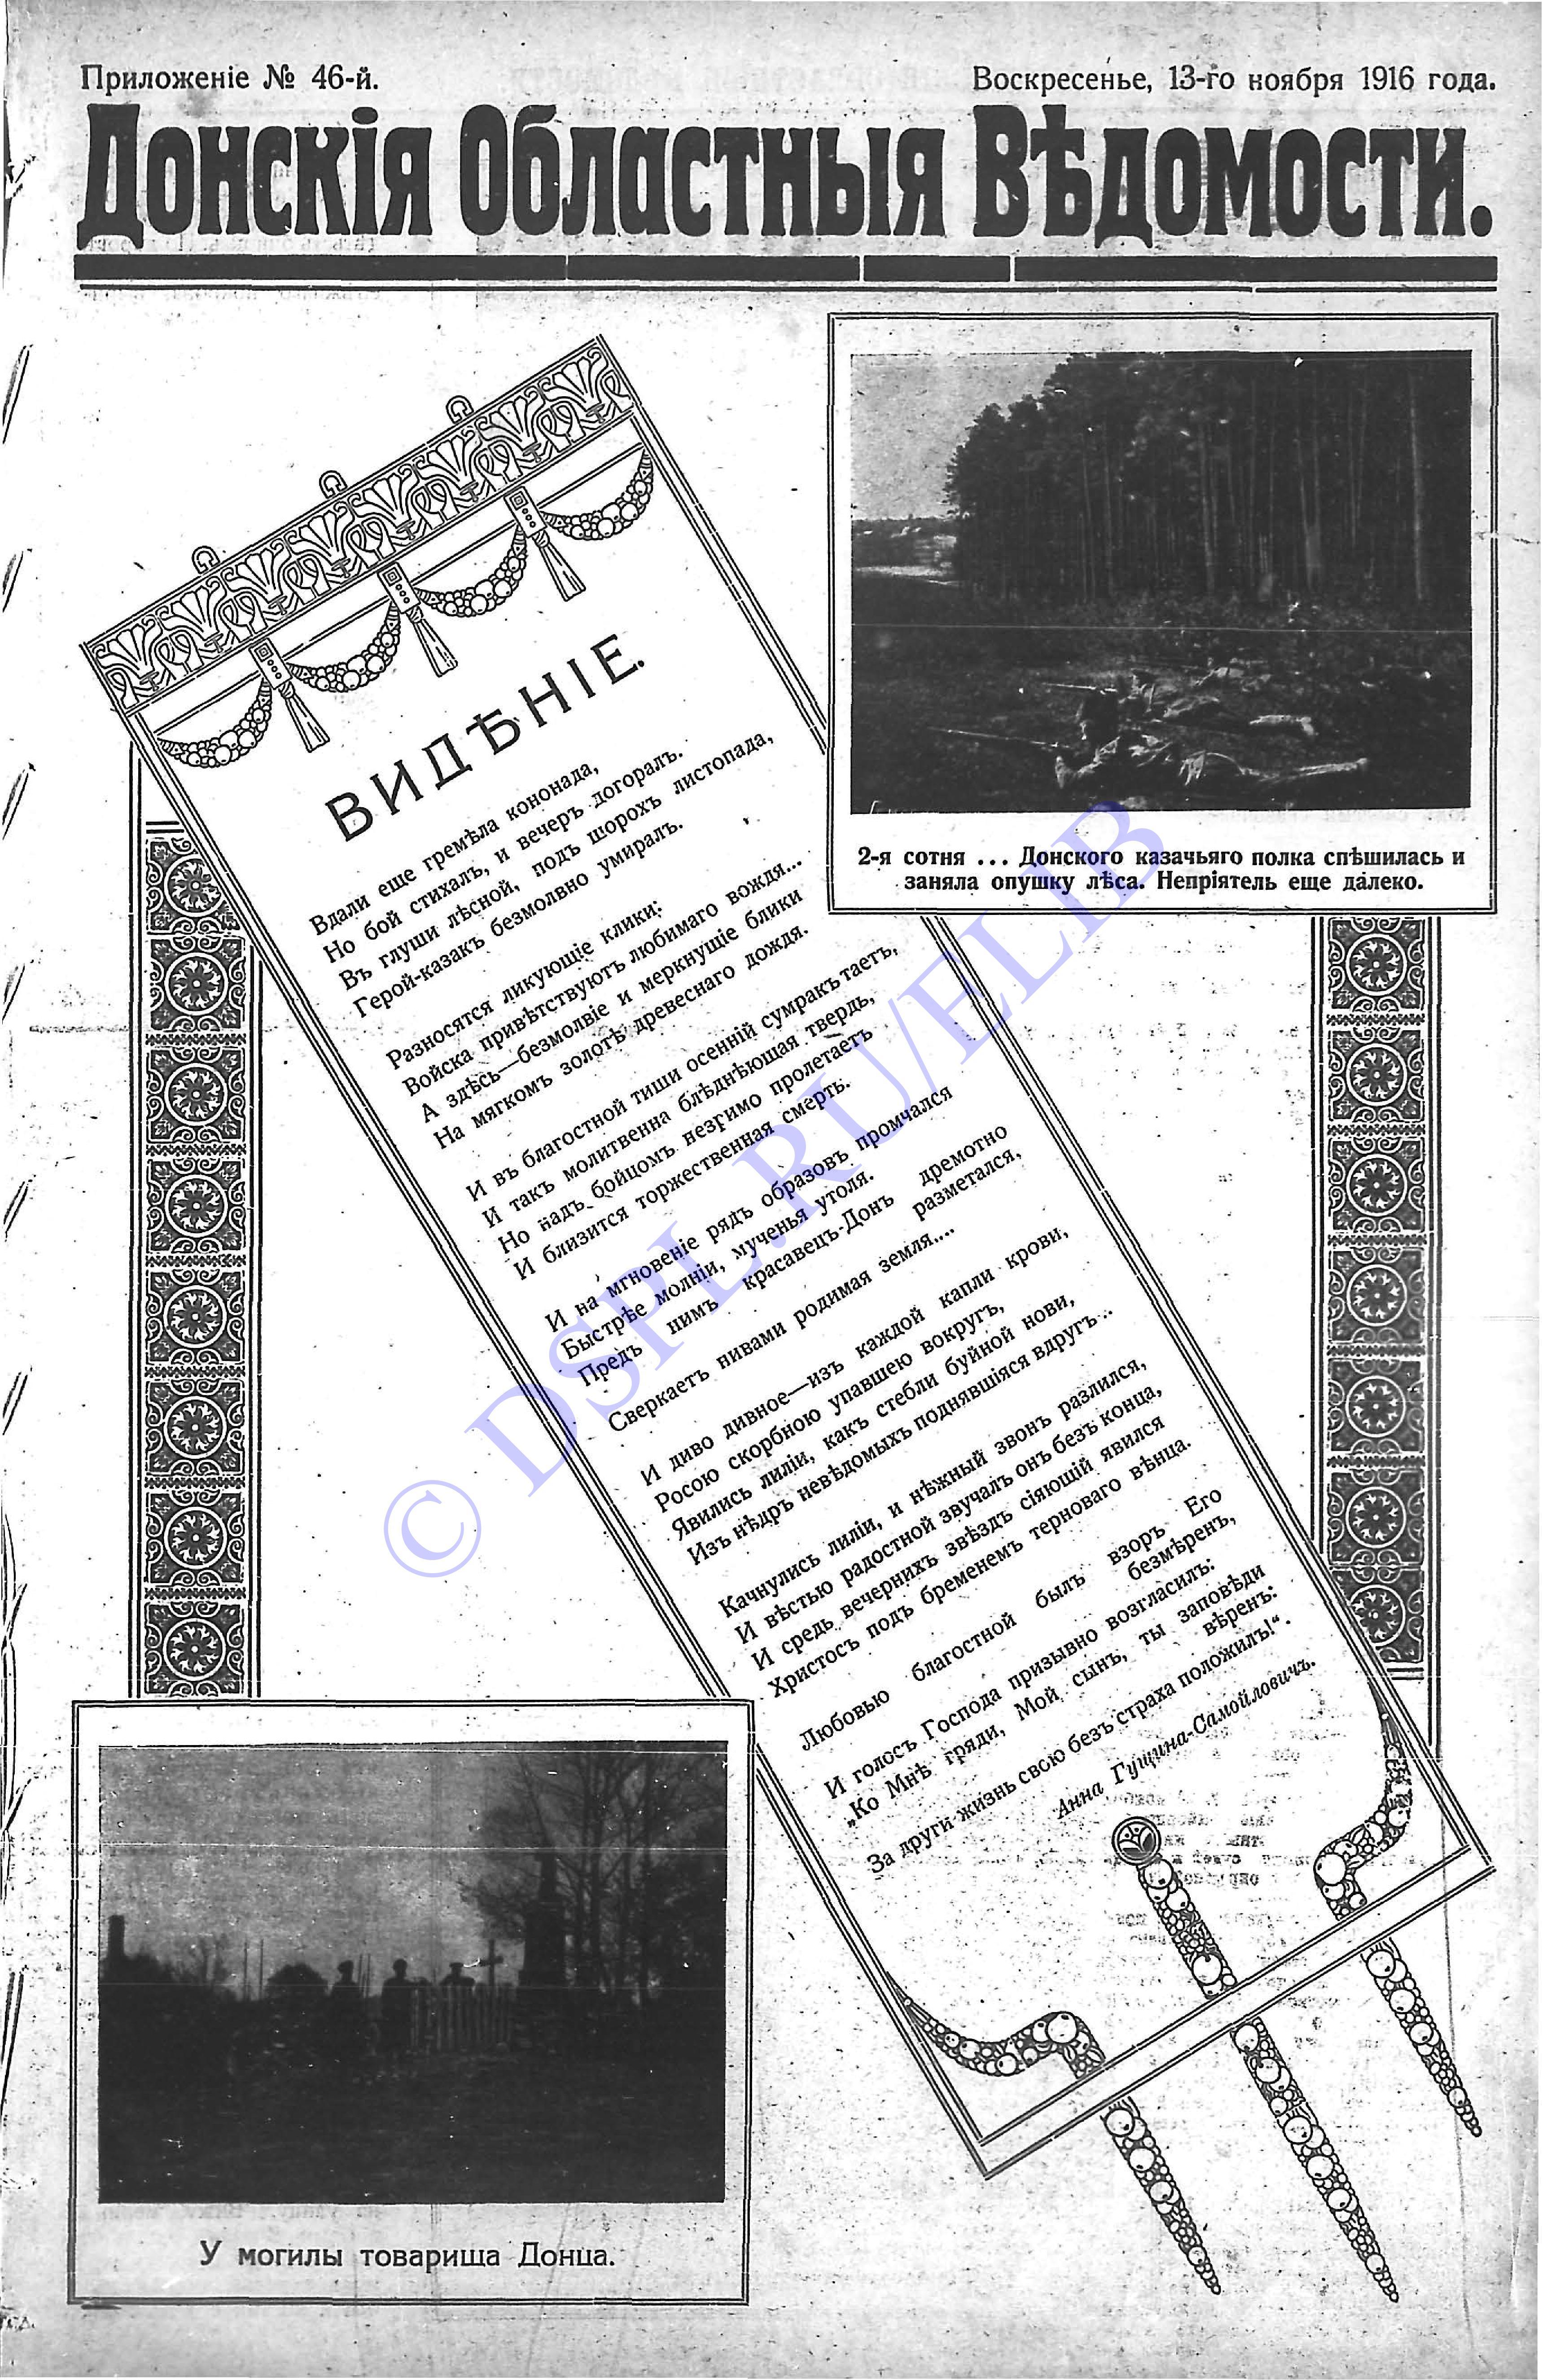 Приложеніе № 46-й.
Воскресенье, 13-го ноября 1916 года.
Донскія Областныя Вѣдомости.
ВИДѢНІЕ.
Вдали еще гремѣла кононада,
Но бой стихалъ, и вечеръ догоралъ.
Въ глуши лѣсной, подъ шорохъ листопада,
Герой-казакъ безмолвно умиралъ.
Разносятся ликующіе клики:
Войска привѣтствуютъ любимаго вождя...
А здѣсь—безмолвіе и меркнущіе блики
На мягкомъ золотѣ древеснаго дождя.
И въ благостной тиши осенній сумракъ таетъ,
И такъ молитвенна блѣднѣющая твердь,
Но надъ бойцомъ незримо пролетаетъ
И близится торжественная смерть.
И на мгновеніе рядъ образовъ промчался
Быстрѣе молніи, мученья утоля.
Предъ нимъ красавецъ-Донъ дремотно
разметался,
Сверкаетъ нивами родимая земля....
И диво дивное—изъ каждой капли крови,
Росою скорбною упавшею вокругъ,
Явились лиліи, какъ стебли буйной нови,
Изъ нѣдръ невѣдомыхъ поднявшіяся вдругъ...
Качнулись лиліи, и нѣжный звонъ разлился,
И вѣстью радостной звучалъ онъ безъ конца,
И средь вечернихъ звѣздъ сіяющій явился
Христосъ подъ бременемъ терноваго вѣнца.
Любовью благостной былъ взоръ Его
безмѣренъ,
И голосъ Господа призывно возгласилъ:
„Ко Мнѣ гряди, Мой сынъ, ты заповѣди
вѣренъ:
За други жизнь свою безъ страха положилъ!“.
Анна Гущина-Самойловичъ.
2-я сотня ... Донского казачьяго полка спѣшилась и
заняла опушку лѣса. Непріятель еще далеко.
У могилы товарища Донца.
© DSPL.RU/ELIB